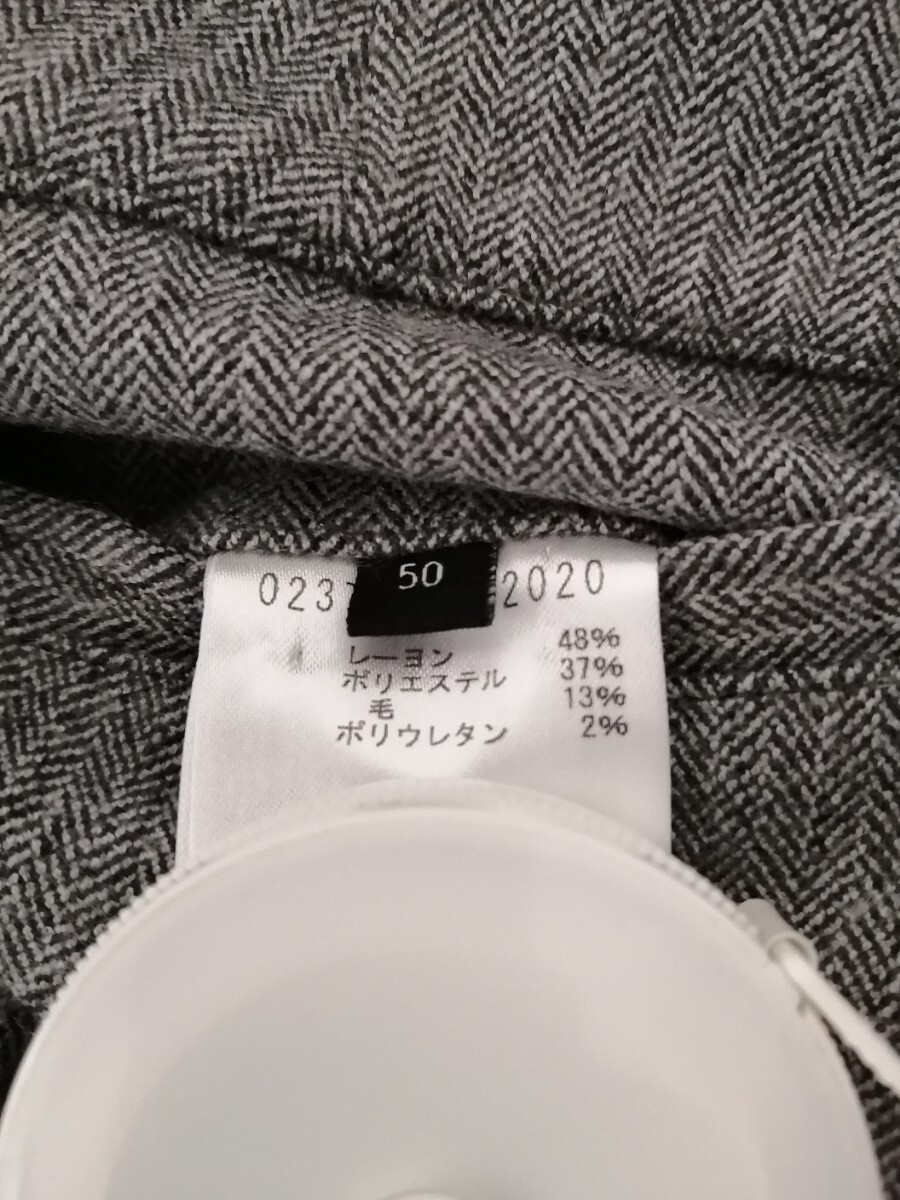 023 50 2020
レーヨン 48%
ポリエステル 37%
毛 13%
ポリウレタン 2%